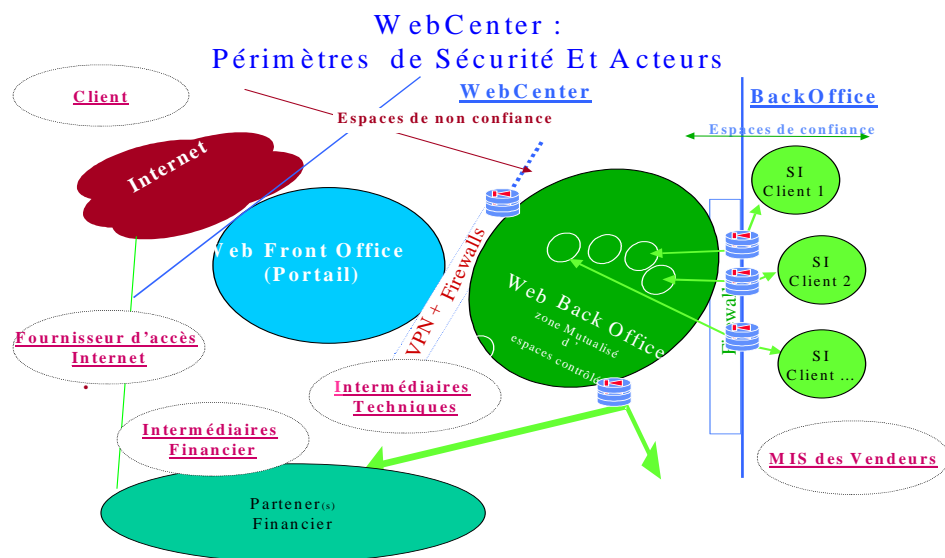 WebCenter :
Périmètres de Sécurité Et Acteurs
Client
WebCenter
BackOffice
Espaces de non confiance
Espaces de confiance
Internet
SI
Client 1
Web Front Office
(Portail)
VPN + Firewalls
Web Back Office
zone Mutualisé
d'
espaces contrôlé
SI
Client 2
Firewalls
Fournisseur d’accès
Internet
SI
Client ...
Intermédiaires
Techniques
Intermédiaires
Financier
MIS des Vendeurs
Partener(s)
Financier